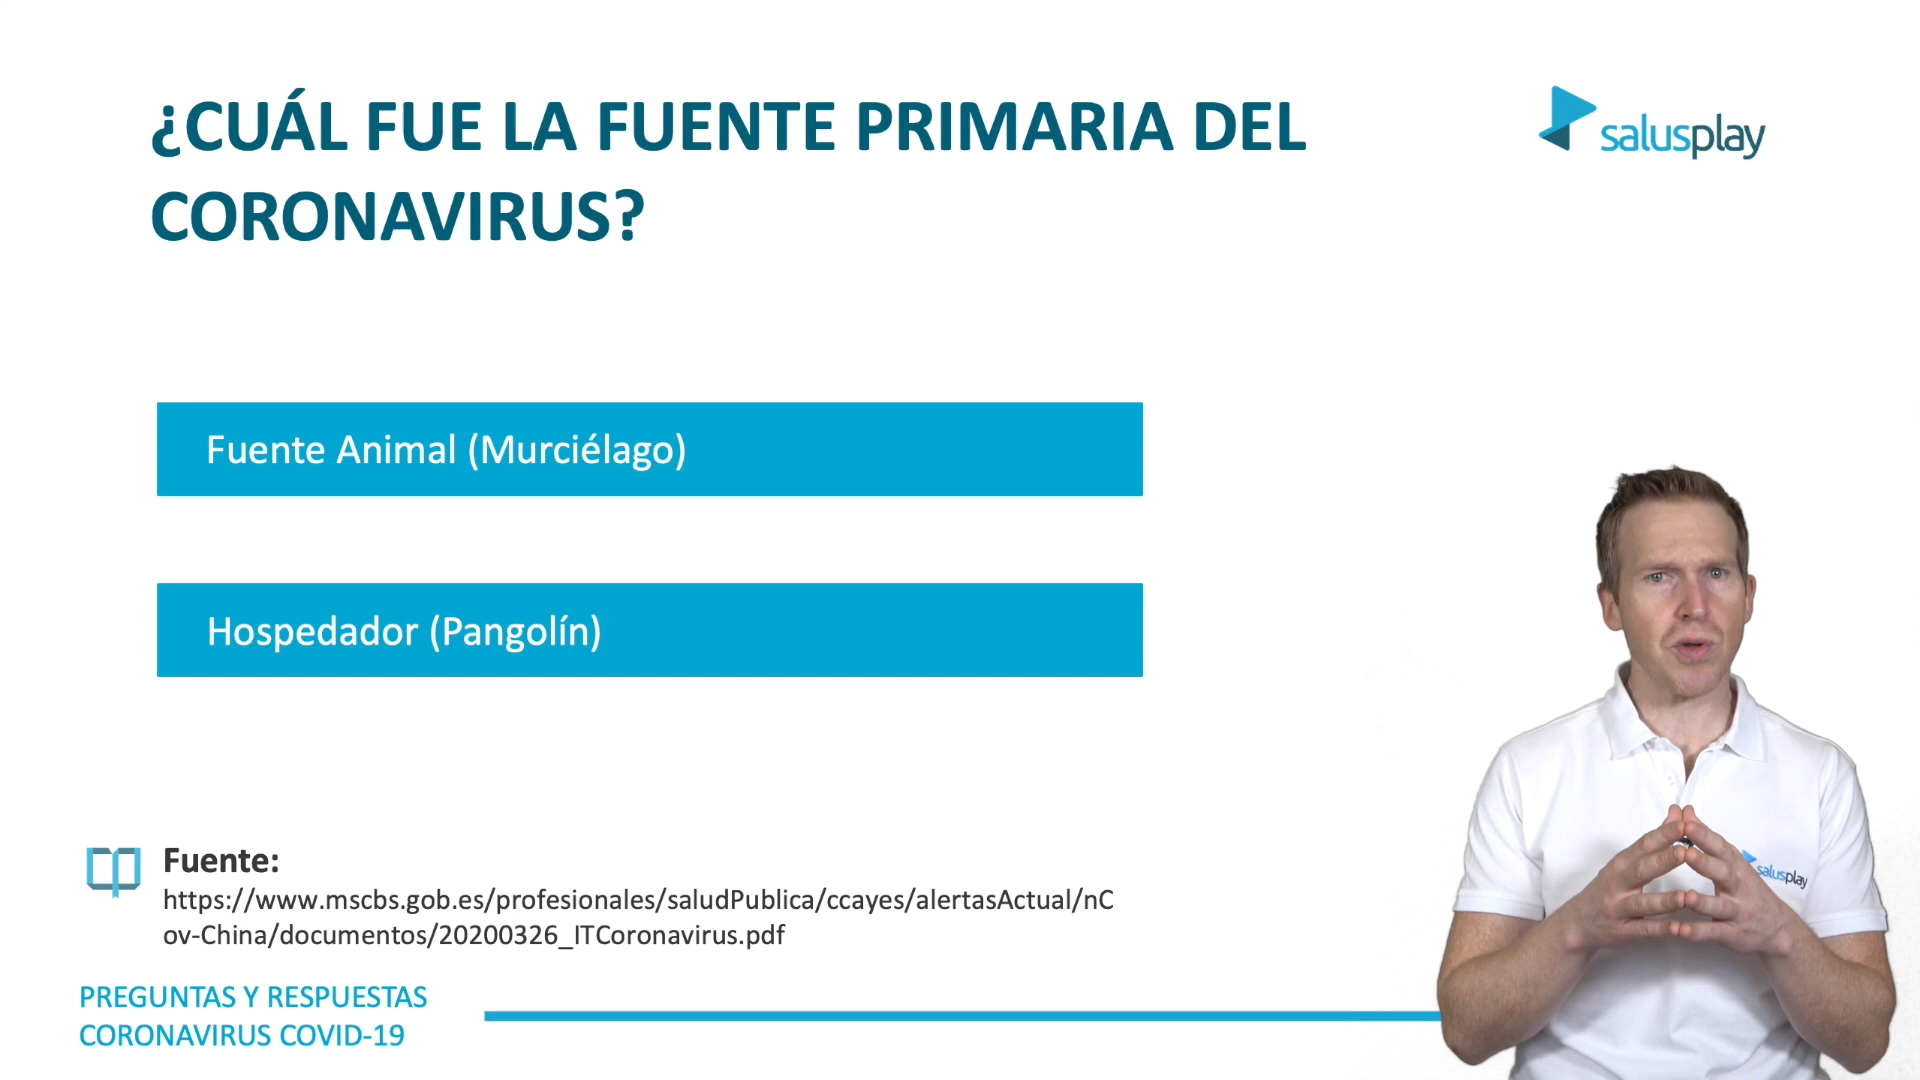 ¿CUÁL FUE LA FUENTE PRIMARIA DEL
CORONAVIRUS?
salusplay
Fuente Animal (Murciélago)
Hospedador (Pangolín)
Fuente:
https://www.mscbs.gob.es/profesionales/saludPublica/ccayes/alertasActual/nC
ov-China/documentos/20200326_ITCoronavirus.pdf
salusplay
PREGUNTAS Y RESPUESTAS
CORONAVIRUS COVID-19